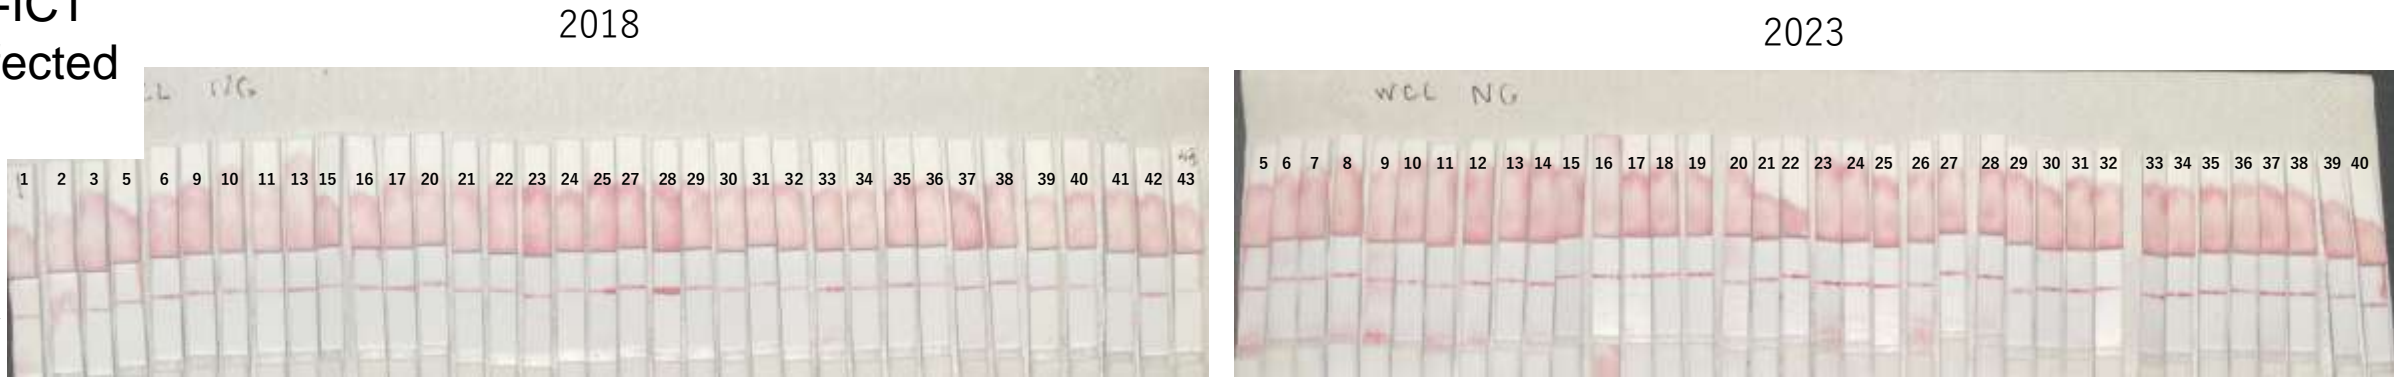 -ICT
ected
2018
NG
1 2 3 5 6 9 10 11 13 15 16 17 20 21 22 23 24 25 27 28 29 30 31 32 33 34 35 36 37 38 39 40 41 42 43
2023
WCL NG
5 6 7 8 9 10 11 12 13 14 15 16 17 18 19 20 21 22 23 24 25 26 27 28 29 30 31 32 33 34 35 36 37 38 39 40